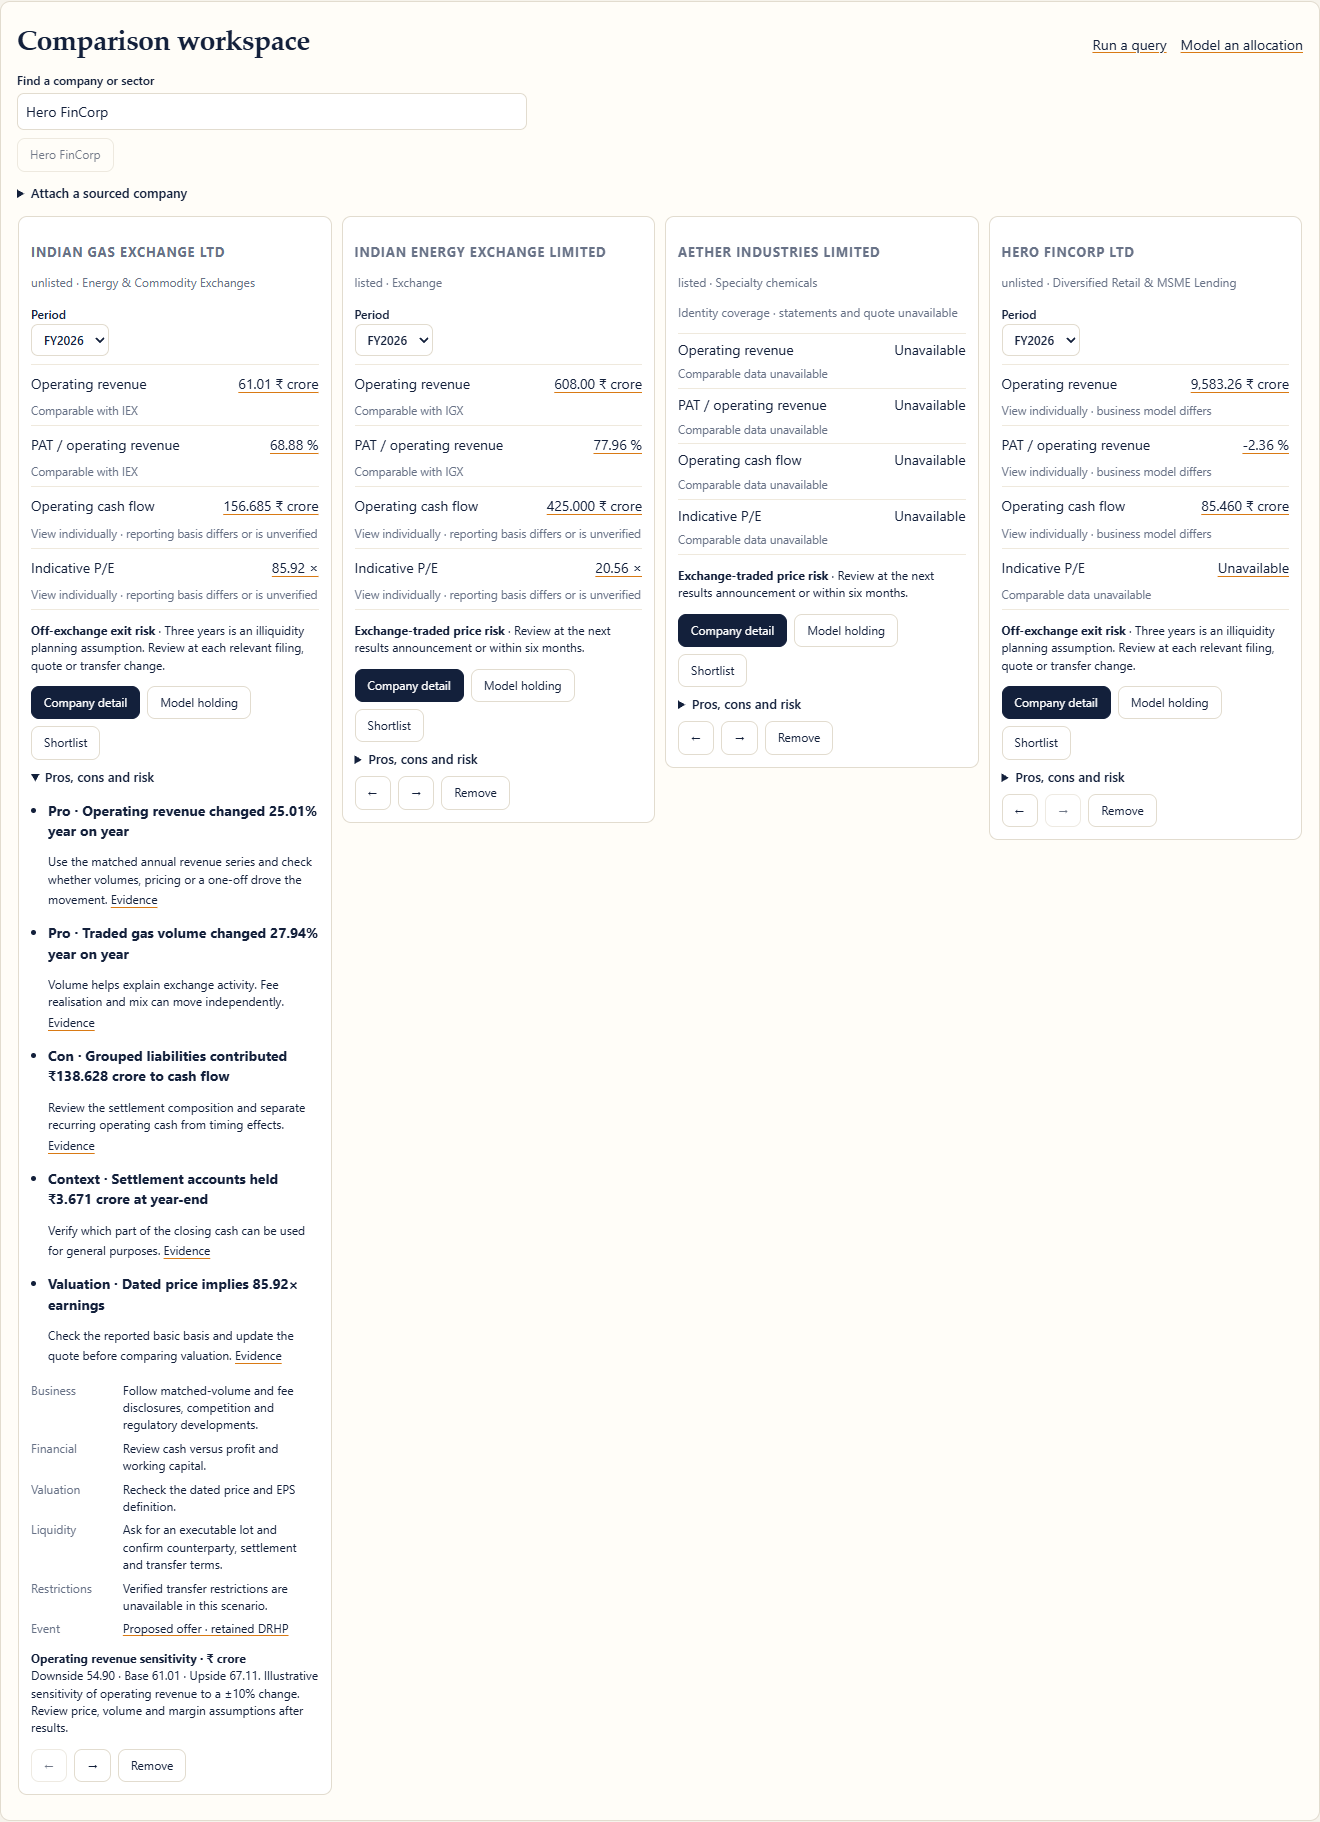 Comparison workspace
Run a query
Model an allocation
Find a company or sector
Hero FinCorp
Hero FinCorp
▶ Attach a sourced company
INDIAN GAS EXCHANGE LTD
unlisted · Energy & Commodity Exchanges
Period
FY2026
Operating revenue 61.01 ₹ crore
Comparable with IEX
PAT / operating revenue 68.88 %
Comparable with IEX
Operating cash flow 156.685 ₹ crore
View individually · reporting basis differs or is unverified
Indicative P/E 85.92 ×
View individually · reporting basis differs or is unverified
Off-exchange exit risk · Three years is an illiquidity
planning assumption. Review at each relevant filing,
quote or transfer change.
Company detail Model holding
Shortlist
▼ Pros, cons and risk
• Pro · Operating revenue changed 25.01%
year on year
Use the matched annual revenue series and check
whether volumes, pricing or a one-off drove the
movement. Evidence
• Pro · Traded gas volume changed 27.94%
year on year
Volume helps explain exchange activity. Fee
realisation and mix can move independently.
Evidence
• Con · Grouped liabilities contributed
₹138.628 crore to cash flow
Review the settlement composition and separate
recurring operating cash from timing effects.
Evidence
• Context · Settlement accounts held
₹3.671 crore at year-end
Verify which part of the closing cash can be used
for general purposes. Evidence
• Valuation · Dated price implies 85.92×
earnings
Check the reported basic basis and update the
quote before comparing valuation. Evidence
Business Follow matched-volume and fee
disclosures, competition and
regulatory developments.
Financial Review cash versus profit and
working capital.
Valuation Recheck the dated price and EPS
definition.
Liquidity Ask for an executable lot and
confirm counterparty, settlement
and transfer terms.
Restrictions Verified transfer restrictions are
unavailable in this scenario.
Event Proposed offer · retained DRHP
Operating revenue sensitivity · ₹ crore
Downside 54.90 · Base 61.01 · Upside 67.11. Illustrative
sensitivity of operating revenue to a ±10% change.
Review price, volume and margin assumptions after
results.
← → Remove
INDIAN ENERGY EXCHANGE LIMITED
listed · Exchange
Period
FY2026
Operating revenue 608.00 ₹ crore
Comparable with IGX
PAT / operating revenue 77.96 %
Comparable with IGX
Operating cash flow 425.000 ₹ crore
View individually · reporting basis differs or is unverified
Indicative P/E 20.56 ×
View individually · reporting basis differs or is unverified
Exchange-traded price risk · Review at the next
results announcement or within six months.
Company detail Model holding
Shortlist
▶ Pros, cons and risk
← → Remove
AETHER INDUSTRIES LIMITED
listed · Specialty chemicals
Identity coverage · statements and quote unavailable
Operating revenue Unavailable
Comparable data unavailable
PAT / operating revenue Unavailable
Comparable data unavailable
Operating cash flow Unavailable
Comparable data unavailable
Indicative P/E Unavailable
Comparable data unavailable
Exchange-traded price risk · Review at the next
results announcement or within six months.
Company detail Model holding
Shortlist
▶ Pros, cons and risk
← → Remove
HERO FINCORP LTD
unlisted · Diversified Retail & MSME Lending
Period
FY2026
Operating revenue 9,583.26 ₹ crore
View individually · business model differs
PAT / operating revenue -2.36 %
View individually · business model differs
Operating cash flow 85.460 ₹ crore
View individually · business model differs
Indicative P/E Unavailable
Comparable data unavailable
Off-exchange exit risk · Three years is an illiquidity
planning assumption. Review at each relevant filing,
quote or transfer change.
Company detail Model holding
Shortlist
▶ Pros, cons and risk
← → Remove